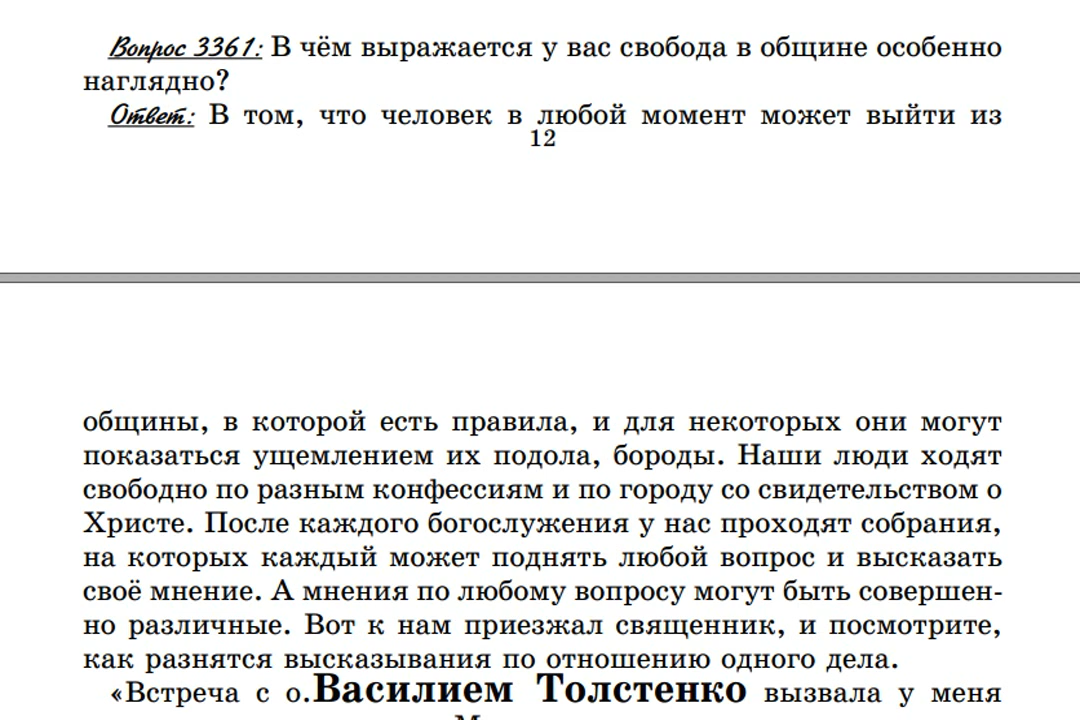 Вопрос 3361: В чём выражается у вас свобода в общине особенно
наглядно?
Ответ: В том, что человек в любой момент может выйти из
12
общины, в которой есть правила, и для некоторых они могут
показаться ущемлением их подола, бороды. Наши люди ходят
свободно по разным конфессиям и по городу со свидетельством о
Христе. После каждого богослужения у нас проходят собрания,
на которых каждый может поднять любой вопрос и высказать
своё мнение. А мнения по любому вопросу могут быть совершен-
но различные. Вот к нам приезжал священник, и посмотрите,
как разнятся высказывания по отношению одного дела.
«Встреча с о.Василием Толстенко вызвала у меня